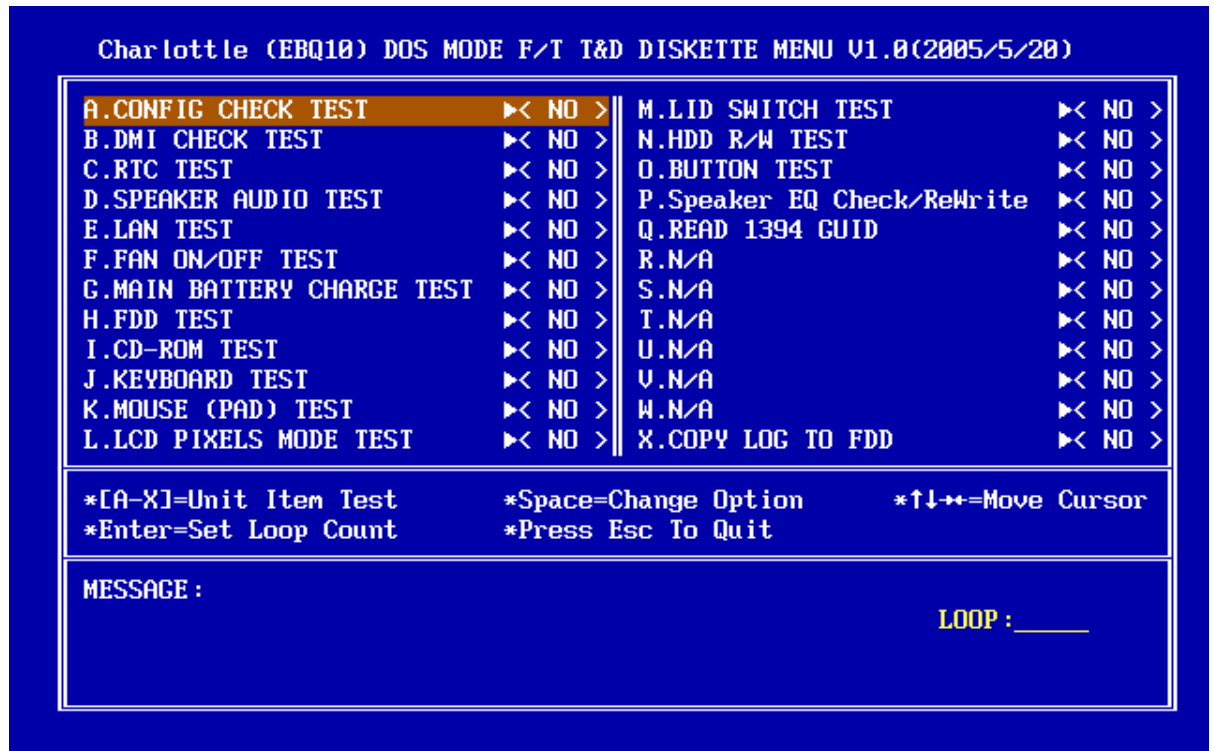 Charlottle (EBQ10) DOS MODE F/T T&D DISKETTE MENU V1.0(2005/5/20)
A.CONFIG CHECK TEST ►< NO > M.LID SWITCH TEST ►< NO >
B.DMI CHECK TEST ►< NO > N.HDD R/W TEST ►< NO >
C.RTC TEST ►< NO > O.BUTTON TEST ►< NO >
D.SPEAKER AUDIO TEST ►< NO > P.Speaker EQ Check/ReWrite ►< NO >
E.LAN TEST ►< NO > Q.READ 1394 GUID ►< NO >
F.FAN ON/OFF TEST ►< NO > R.N/A ►< NO >
G.MAIN BATTERY CHARGE TEST ►< NO > S.N/A ►< NO >
H.FDD TEST ►< NO > T.N/A ►< NO >
I.CD-ROM TEST ►< NO > U.N/A ►< NO >
J.KEYBOARD TEST ►< NO > V.N/A ►< NO >
K.MOUSE (PAD) TEST ►< NO > W.N/A ►< NO >
L.LCD PIXELS MODE TEST ►< NO > X.COPY LOG TO FDD ►< NO >
*[A-X]=Unit Item Test *Space=Change Option *↑↓→←=Move Cursor
*Enter=Set Loop Count *Press Esc To Quit
MESSAGE:
LOOP:______